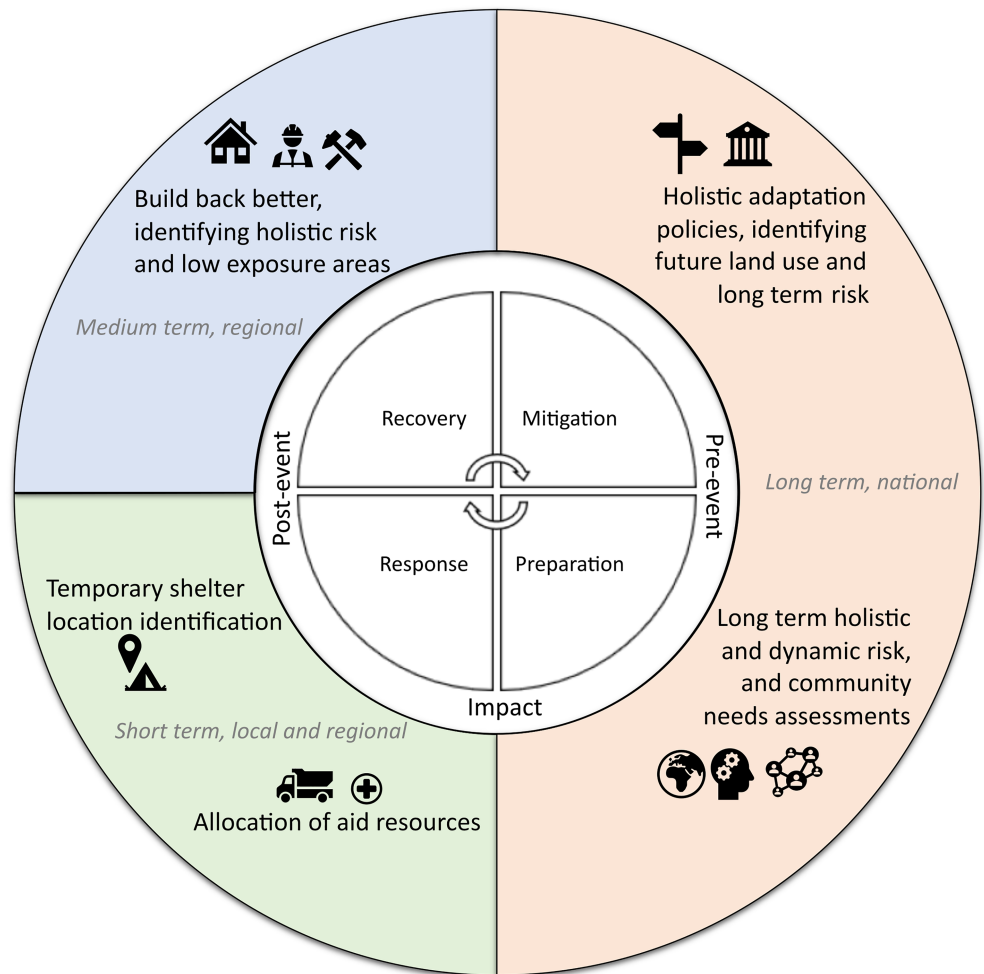 Build back better,
identifying holistic risk
and low exposure areas
Medium term, regional
Holistic adaptation
policies, identifying
future land use and
long term risk
Recovery
Mitigation
Post-event
Pre-event
Long term, national
Response
Preparation
Impact
Temporary shelter
location identification
Short term, local and regional
Allocation of aid resources
Long term holistic
and dynamic risk,
and community
needs assessments